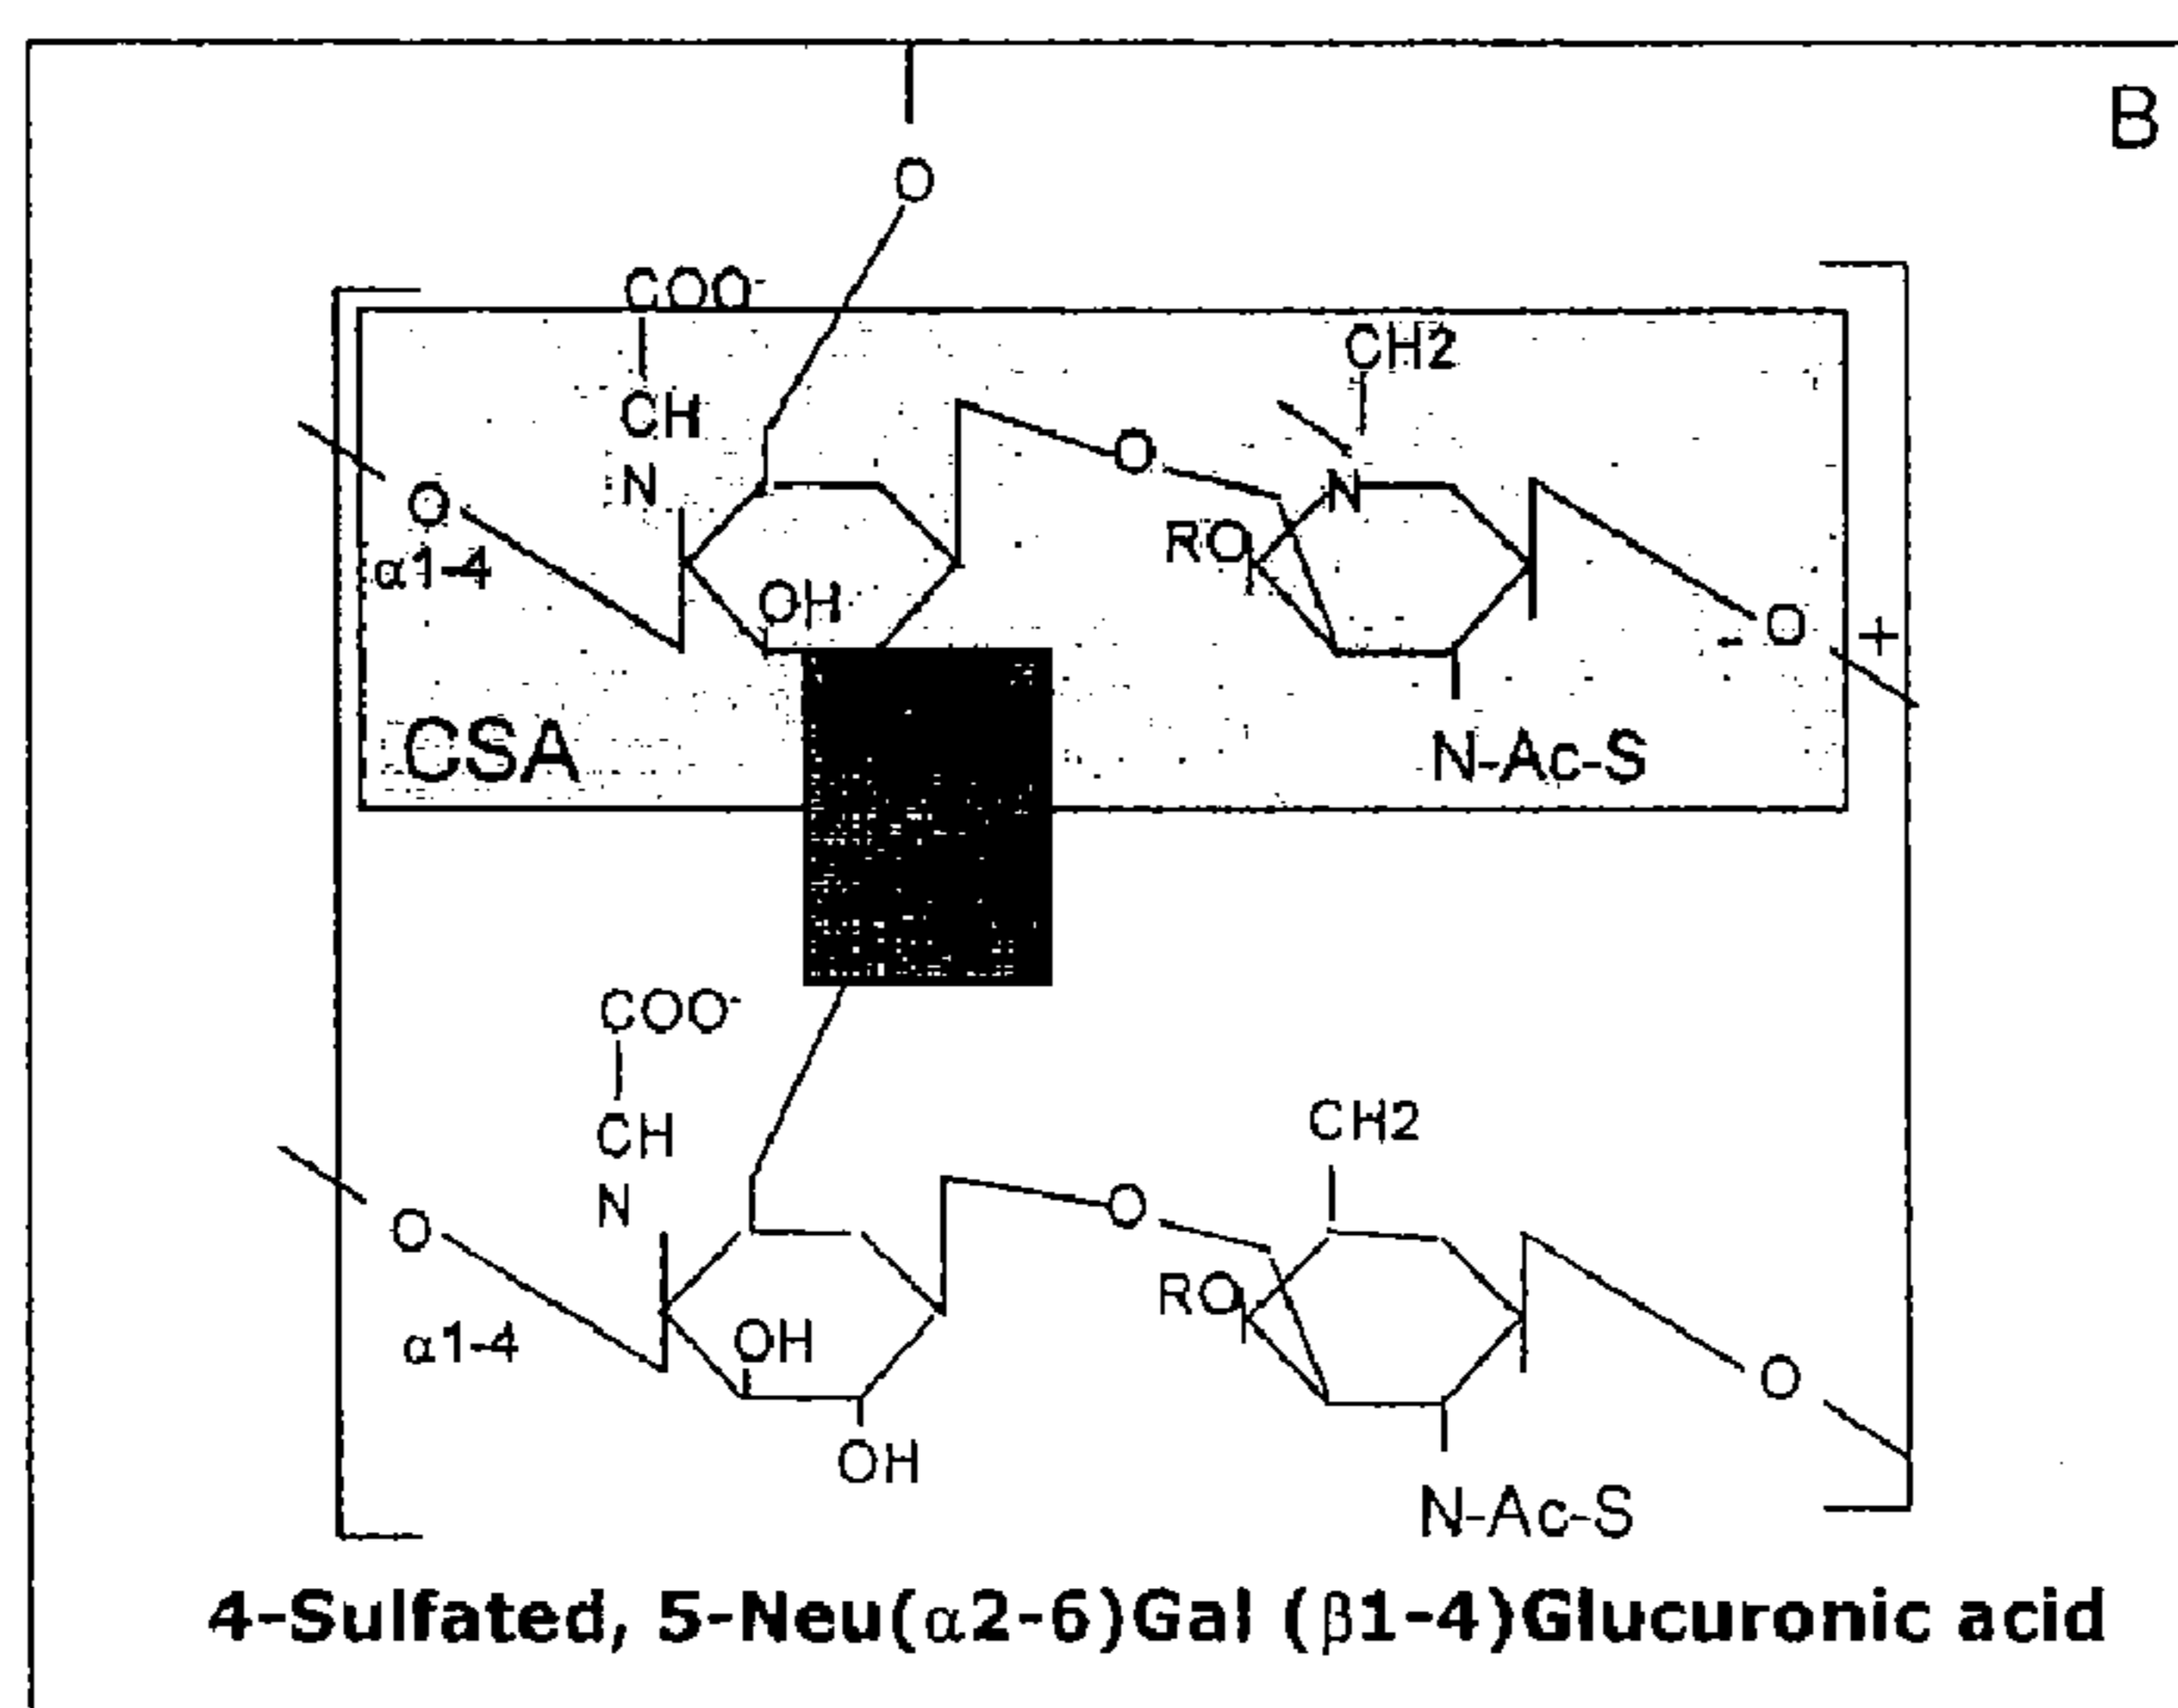 B
O
COO-
CH2
CH
O
N
N
O
RO
α1-4
OH
O
- +
CSA
N-Ac-S
COO-
CH2
CH
N
O
O
RO
OH
α1-4
O
OH
N-Ac-S
4-Sulfated, 5-Neu(α2-6)Gal (β1-4)Glucuronic acid